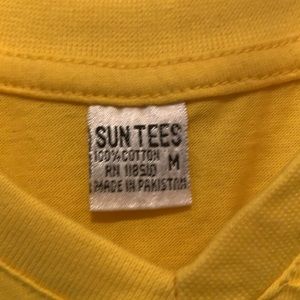 SUN TEES
100% COTTON
RN 118510 M
MADE IN PAKISTAN